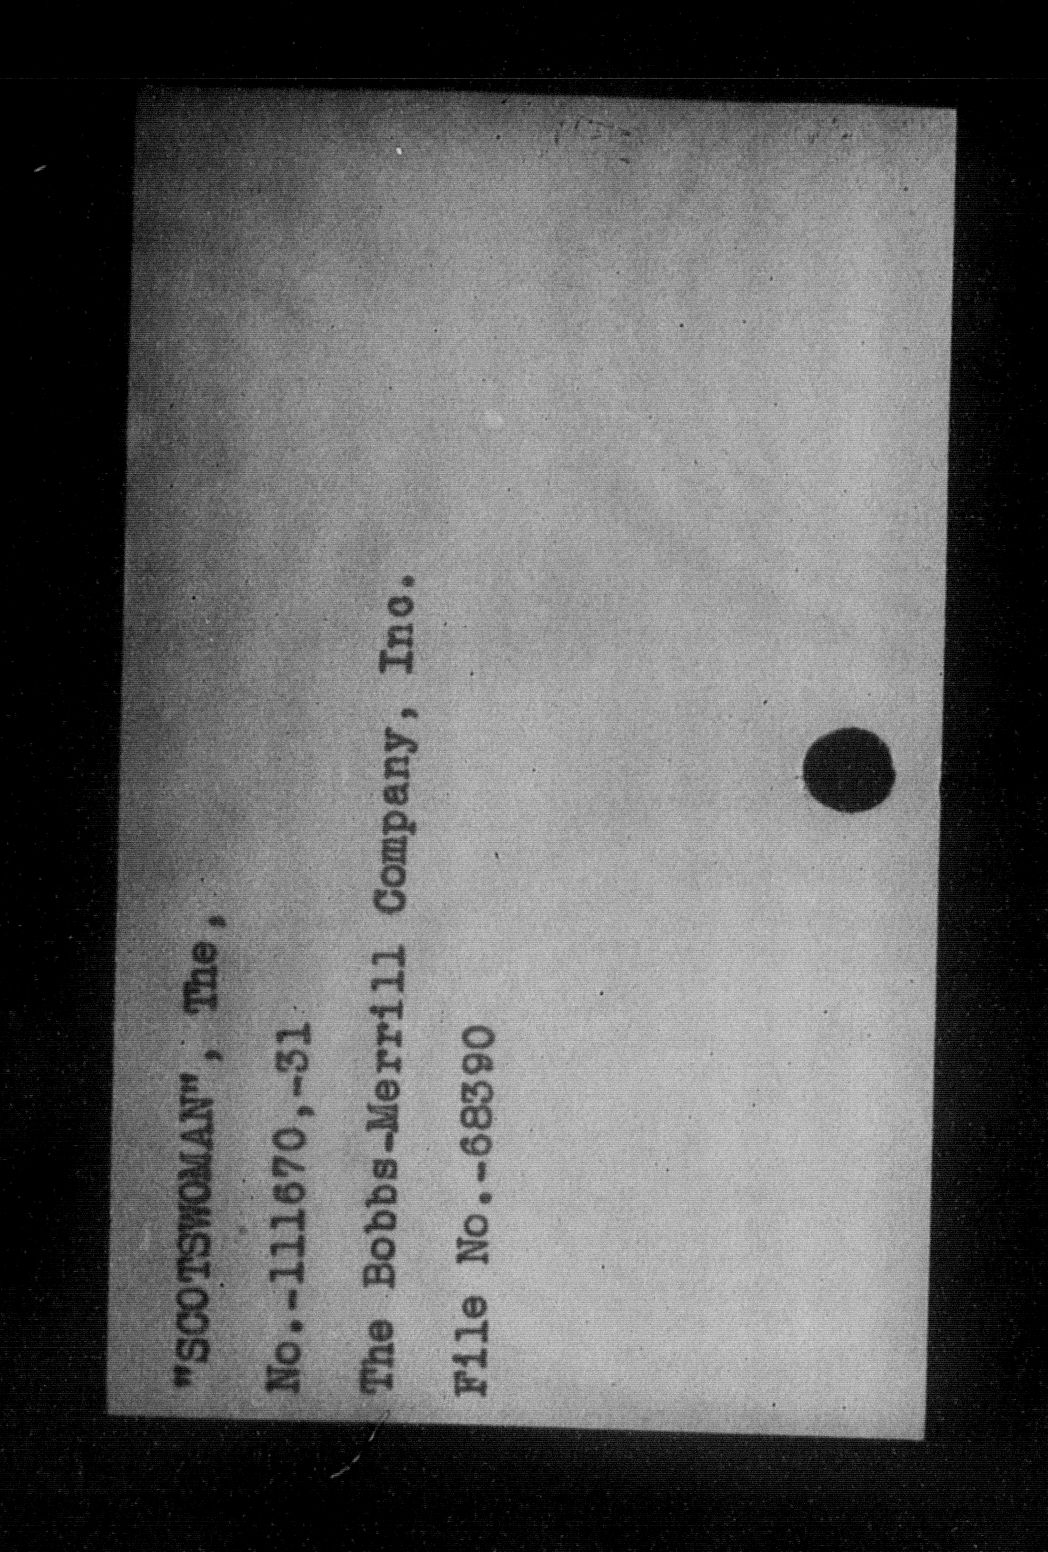 "SCOTSWOMAN", The,
No.-111670,-31
The Bobbs-Merrill Company, Inc.
File No.-68390